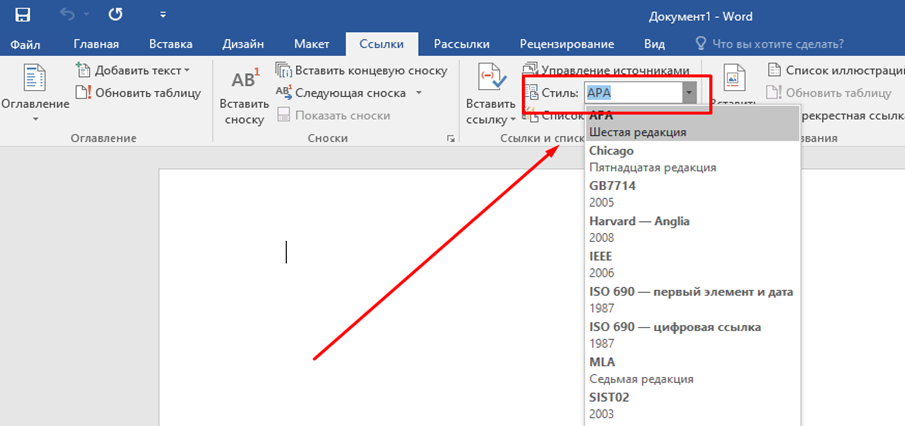 Документ1 - Word
Файл Главная Вставка Дизайн Макет Ссылки Рассылки Рецензирование Вид Что вы хотите сделать?
Оглавление
Добавить текст
Обновить таблицу
Оглавление
AB1
Вставить сноску
Вставить концевую сноску
AB1 Следующая сноска
Показать сноски
Сноски
Вставить ссылку
Управление источниками
Стиль: APA
Список
Ссылки и списк
Вставить
Список иллюстраци
Обновить таблицу
рекрестная ссылк
звания
APA
Шестая редакция
Chicago
Пятнадцатая редакция
GB7714
2005
Harvard — Anglia
2008
IEEE
2006
ISO 690 — первый элемент и дата
1987
ISO 690 — цифровая ссылка
1987
MLA
Седьмая редакция
SIST02
2003